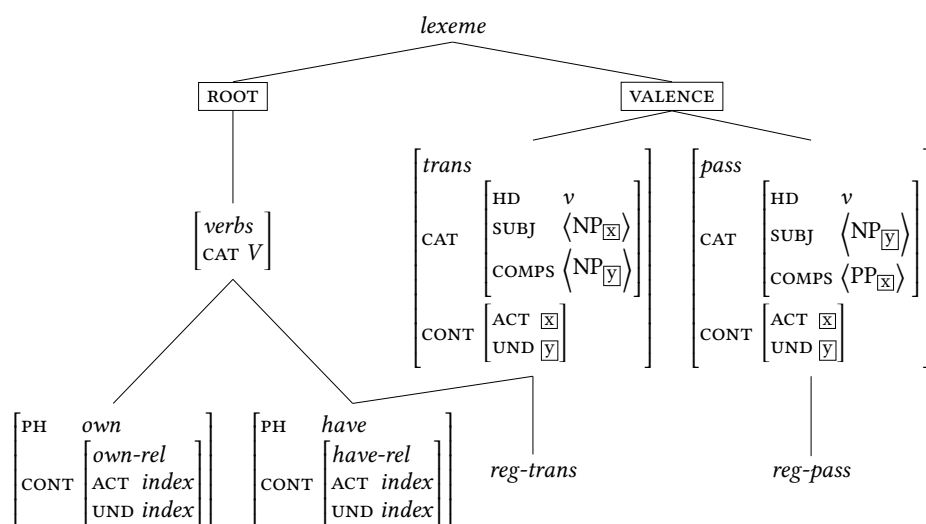 lexeme
ROOT
VALENCE
trans
CAT
HD v
SUBJ ⟨NP x⟩
COMPS ⟨NP y⟩
CONT
ACT x
UND y
pass
CAT
HD v
SUBJ ⟨NP y⟩
COMPS ⟨PP x⟩
CONT
ACT x
UND y
verbs
CAT V
PH own
CONT
own-rel
ACT index
UND index
PH have
CONT
have-rel
ACT index
UND index
reg-trans
reg-pass